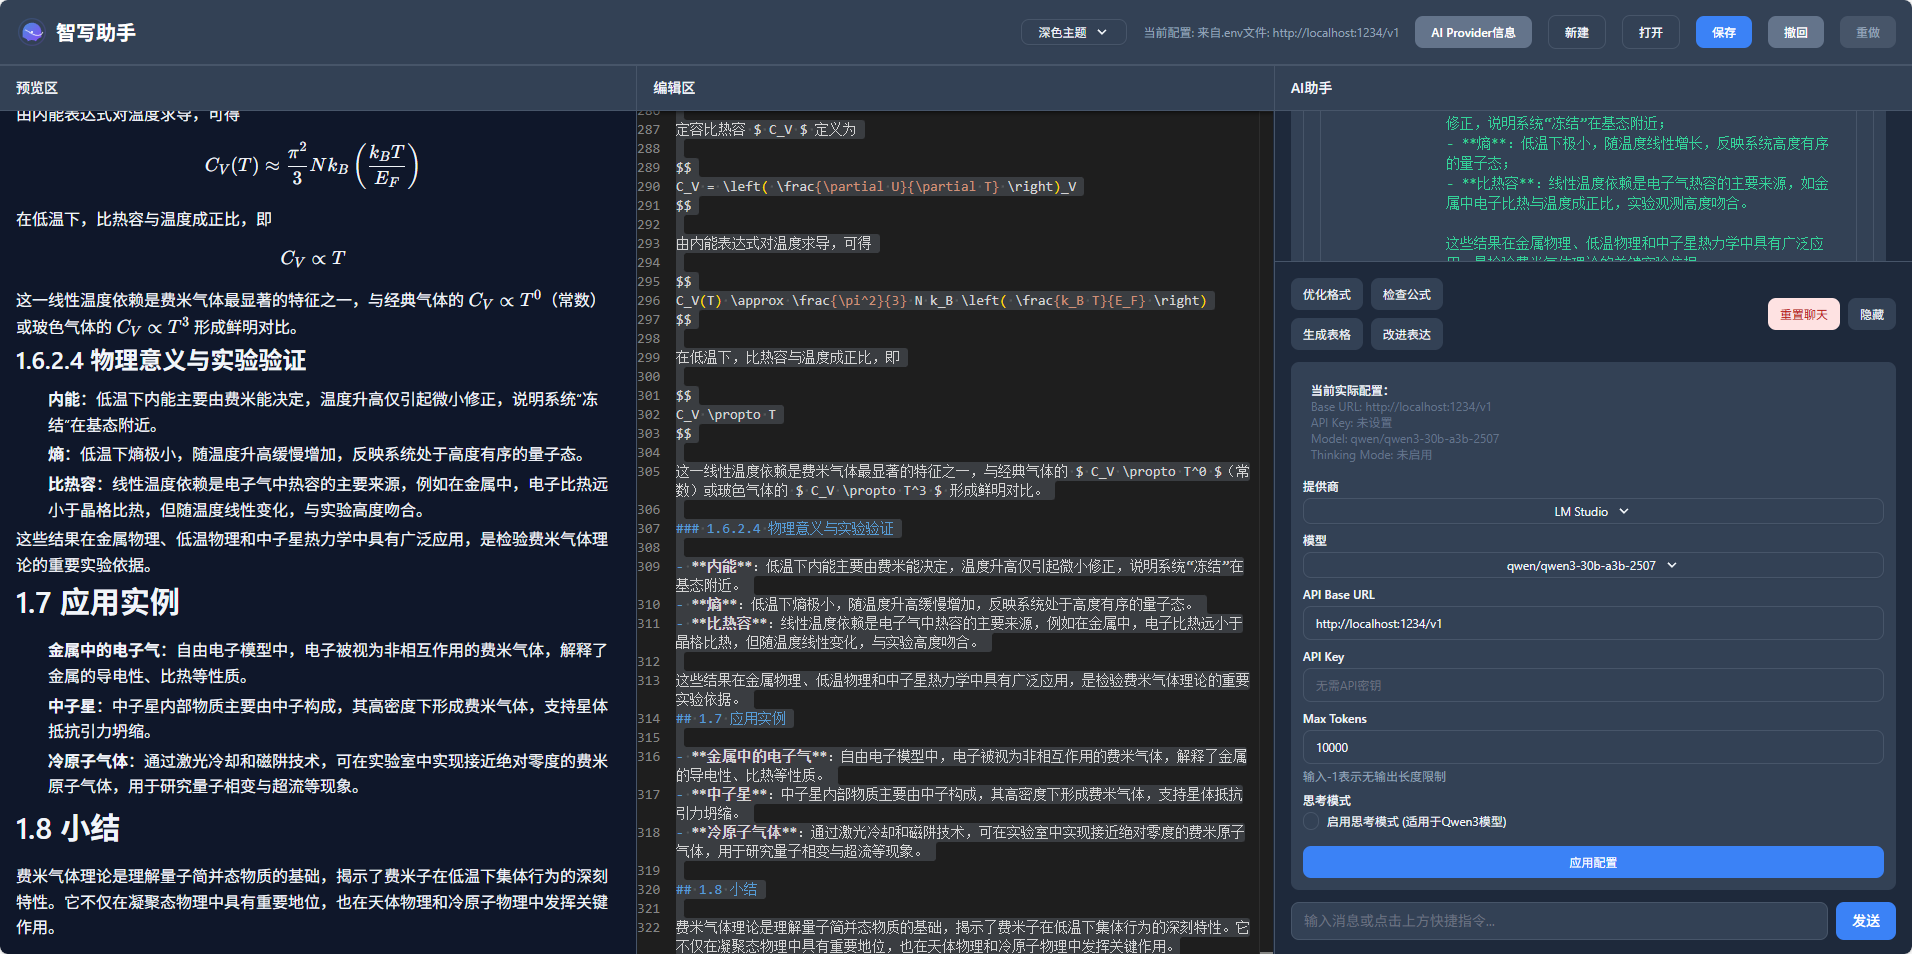 智写助手
深色主题
当前配置: 来自.env文件: http://localhost:1234/v1
AI Provider信息
新建
打开
保存
撤回
重做
预览区
由内能表达式对温度求导，可得
C_V(T) ≈ π²/3 N k_B (k_B T / E_F)
在低温下，比热容与温度成正比，即
C_V ∝ T
这一线性温度依赖是费米气体最显著的特征之一，与经典气体的 C_V ∝ T⁰（常数）
或玻色气体的 C_V ∝ T³ 形成鲜明对比。
1.6.2.4 物理意义与实验验证
内能：低温下内能主要由费米能决定，温度升高仅引起微小修正，说明系统“冻
结”在基态附近。
熵：低温下熵极小，随温度升高缓慢增加，反映系统处于高度有序的量子态。
比热容：线性温度依赖是电子气中热容的主要来源，例如在金属中，电子比热远
小于晶格比热，但随温度线性变化，与实验高度吻合。
这些结果在金属物理、低温物理和中子星热力学中具有广泛应用，是检验费米气体理
论的重要实验依据。
1.7 应用实例
金属中的电子气：自由电子模型中，电子被视为非相互作用的费米气体，解释了
金属的导电性、比热等性质。
中子星：中子星内部物质主要由中子构成，其高密度下形成费米气体，支持星体
抵抗引力坍缩。
冷原子气体：通过激光冷却和磁阱技术，可在实验室中实现接近绝对零度的费米
原子气体，用于研究量子相变与超流等现象。
1.8 小结
费米气体理论是理解量子简并态物质的基础，揭示了费米子在低温下集体行为的深刻
特性。它不仅在凝聚态物理中具有重要地位，也在天体物理和冷原子物理中发挥关键
作用。
编辑区
286
287 定容比热容 $ C_V $ 定义为
288
289 $$
290 C_V = \left( \frac{\partial U}{\partial T} \right)_V
291 $$
292
293 由内能表达式对温度求导，可得
294
295 $$
296 C_V(T) \approx \frac{\pi^2}{3} N k_B \left( \frac{k_B T}{E_F} \right)
297 $$
298
299 在低温下，比热容与温度成正比，即
300
301 $$
302 C_V \propto T
303 $$
304
305 这一线性温度依赖是费米气体最显著的特征之一，与经典气体的 $ C_V \propto T^0 $（常
数）或玻色气体的 $ C_V \propto T^3 $ 形成鲜明对比。
306
307 ### 1.6.2.4 物理意义与实验验证
308
309 - **内能**：低温下内能主要由费米能决定，温度升高仅引起微小修正，说明系统“冻结”在
基态附近。
310 - **熵**：低温下熵极小，随温度升高缓慢增加，反映系统处于高度有序的量子态。
311 - **比热容**：线性温度依赖是电子气中热容的主要来源，例如在金属中，电子比热远小于
晶格比热，但随温度线性变化，与实验高度吻合。
312
313 这些结果在金属物理、低温物理和中子星热力学中具有广泛应用，是检验费米气体理论的重要
实验依据。
314 ## 1.7 应用实例
315
316 - **金属中的电子气**：自由电子模型中，电子被视为非相互作用的费米气体，解释了金属
的导电性、比热等性质。
317 - **中子星**：中子星内部物质主要由中子构成，其高密度下形成费米气体，支持星体抵抗
引力坍缩。
318 - **冷原子气体**：通过激光冷却和磁阱技术，可在实验室中实现接近绝对零度的费米原子
气体，用于研究量子相变与超流等现象。
319
320 ## 1.8 小结
321
322 费米气体理论是理解量子简并态物质的基础，揭示了费米子在低温下集体行为的深刻特性。它
不仅在凝聚态物理中具有重要地位，也在天体物理和冷原子物理中发挥关键作用。
AI助手
修正，说明系统“冻结”在基态附近；
- **熵**：低温下极小，随温度线性增长，反映系统高度有序
的量子态；
- **比热容**：线性温度依赖是电子气热容的主要来源，如金
属中电子比热与温度成正比，实验观测高度吻合。
这些结果在金属物理、低温物理和中子星热力学中具有广泛应
用，是检验费米气体理论的关键实验依据。
优化格式
检查公式
生成表格
改进表达
重置聊天
隐藏
当前实际配置：
Base URL: http://localhost:1234/v1
API Key: 未设置
Model: qwen/qwen3-30b-a3b-2507
Thinking Mode: 未启用
提供商
LM Studio
模型
qwen/qwen3-30b-a3b-2507
API Base URL
http://localhost:1234/v1
API Key
无需API密钥
Max Tokens
10000
输入-1表示无输出长度限制
思考模式
启用思考模式 (适用于Qwen3模型)
应用配置
输入消息或点击上方快捷指令...
发送